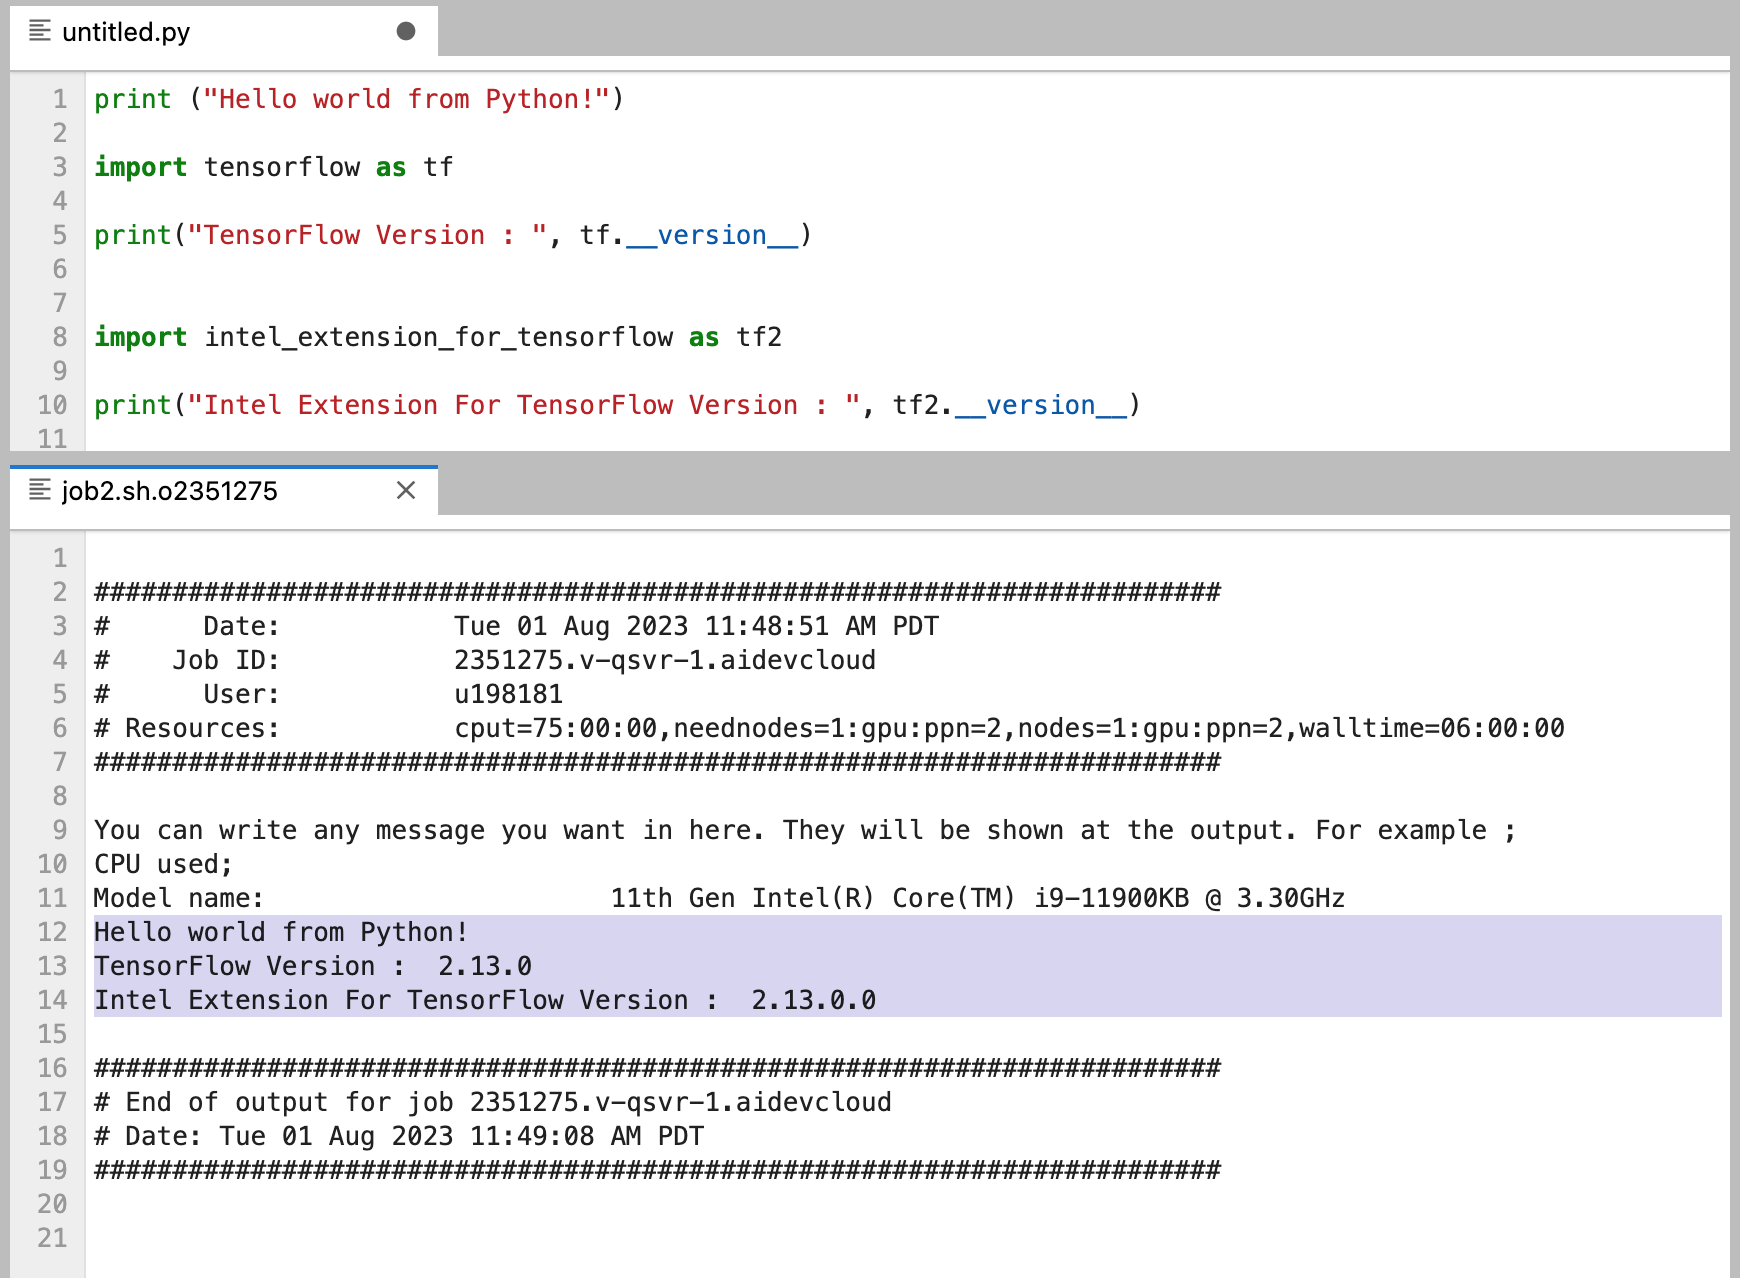 untitled.py
1 print ("Hello world from Python!")
2
3 import tensorflow as tf
4
5 print("TensorFlow Version : ", tf.__version__)
6
7
8 import intel_extension_for_tensorflow as tf2
9
10 print("Intel Extension For TensorFlow Version : ", tf2.__version__)
11
job2.sh.o2351275
1
2 ########################################################################
3 #      Date:           Tue 01 Aug 2023 11:48:51 AM PDT
4 #    Job ID:           2351275.v-qsvr-1.aidevcloud
5 #      User:           u198181
6 # Resources:           cput=75:00:00,neednodes=1:gpu:ppn=2,nodes=1:gpu:ppn=2,walltime=06:00:00
7 ########################################################################
8
9 You can write any message you want in here. They will be shown at the output. For example ;
10 CPU used;
11 Model name:                      11th Gen Intel(R) Core(TM) i9-11900KB @ 3.30GHz
12 Hello world from Python!
13 TensorFlow Version :  2.13.0
14 Intel Extension For TensorFlow Version :  2.13.0.0
15
16 ########################################################################
17 # End of output for job 2351275.v-qsvr-1.aidevcloud
18 # Date: Tue 01 Aug 2023 11:49:08 AM PDT
19 ########################################################################
20
21